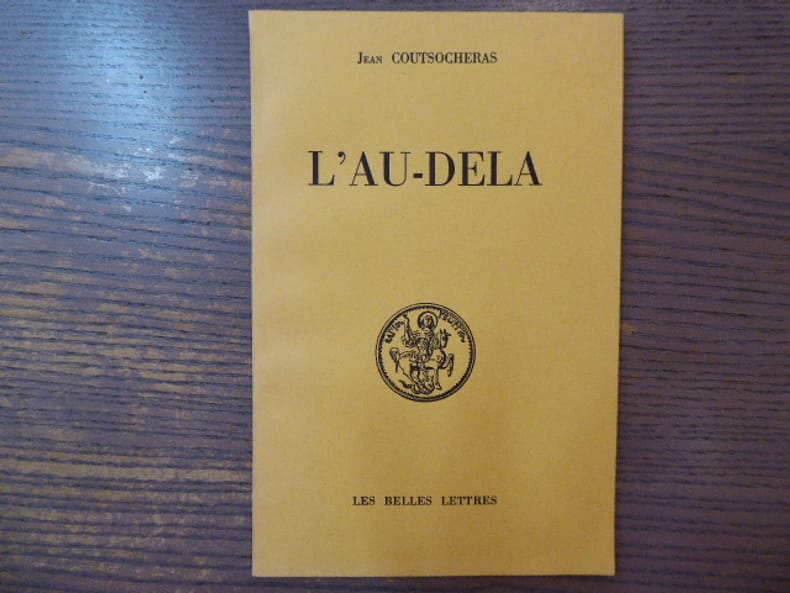 Jean COUTSOCHERAS
L'AU-DELA
LES BELLES LETTRES